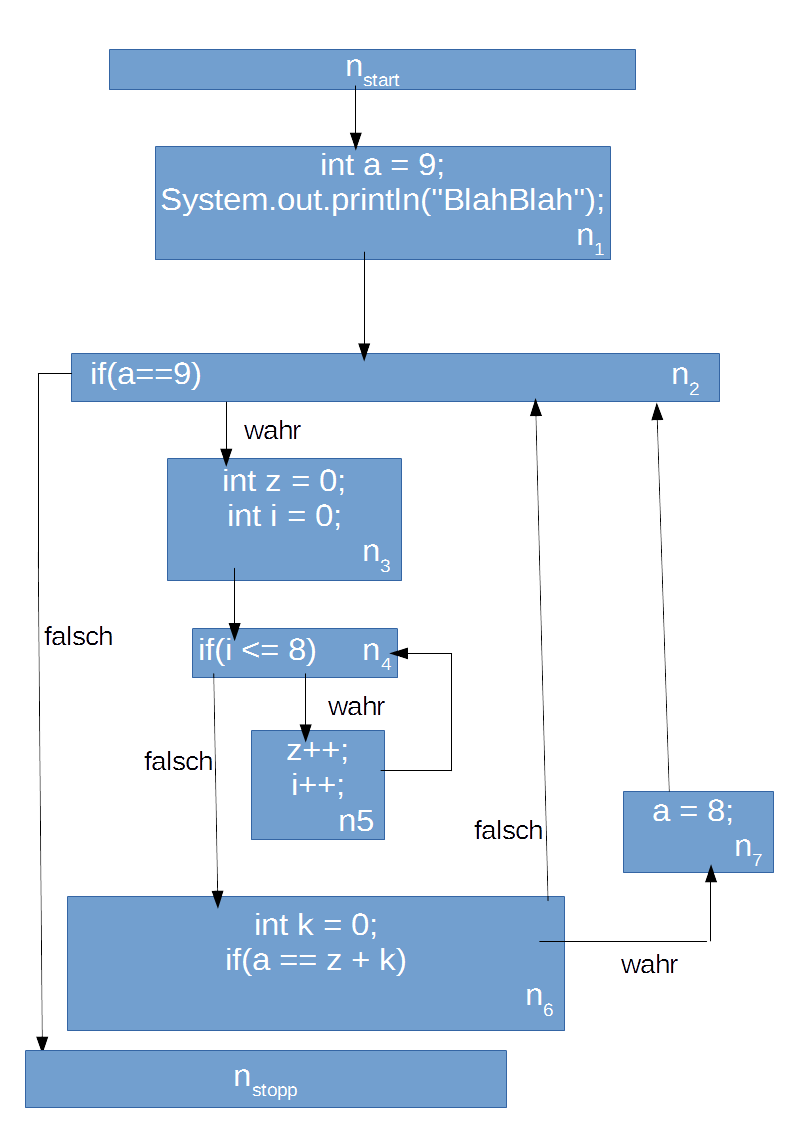 nstart
int a = 9;
System.out.println("BlahBlah");
n1
if(a==9) n2
wahr
int z = 0;
int i = 0;
n3
falsch
if(i <= 8) n4
wahr
falsch
z++;
i++;
n5
a = 8;
n7
falsch
int k = 0;
if(a == z + k)
n6
wahr
nstopp